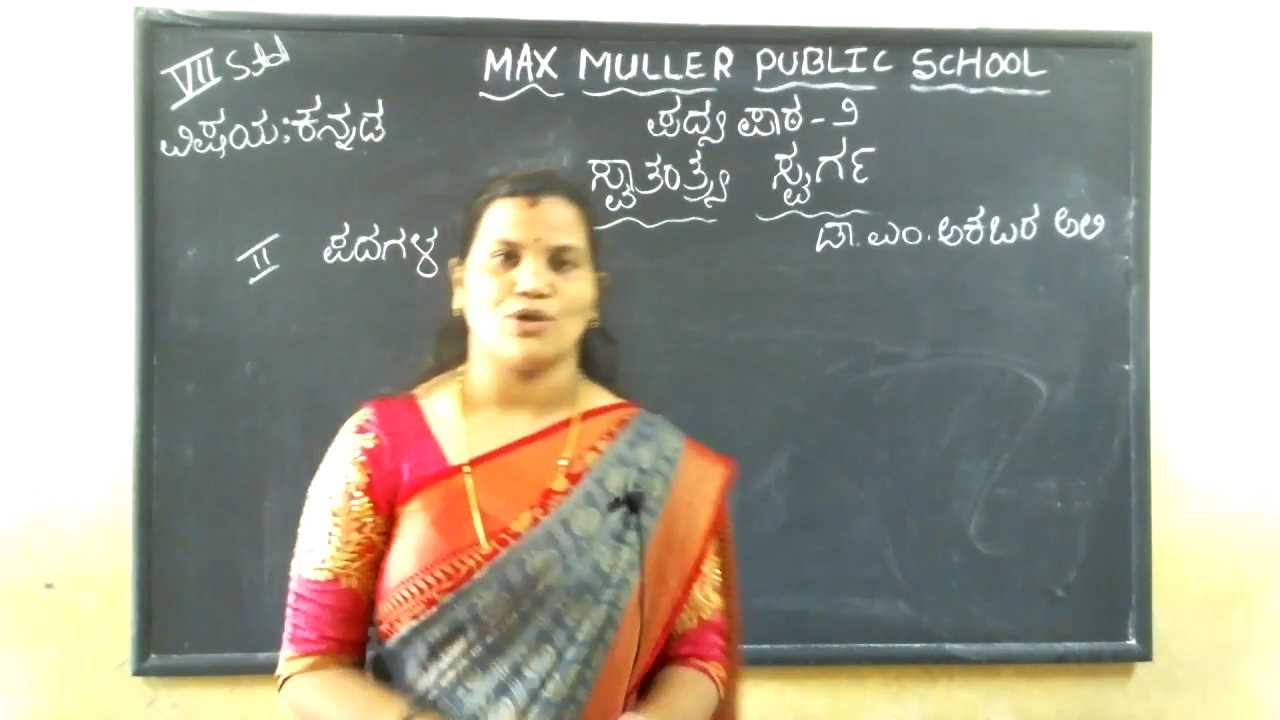 VII Std
MAX MULLER PUBLIC SCHOOL
ವಿಷಯ:ಕನ್ನಡ
ಪದ್ಯ ಪಾಠ - ೨
ಸ್ವಾತಂತ್ರ್ಯ ಸ್ವರ್ಗ
ಡಾ. ಎಂ. ಅಕಬರ ಅಲಿ
II ಪದಗಳ